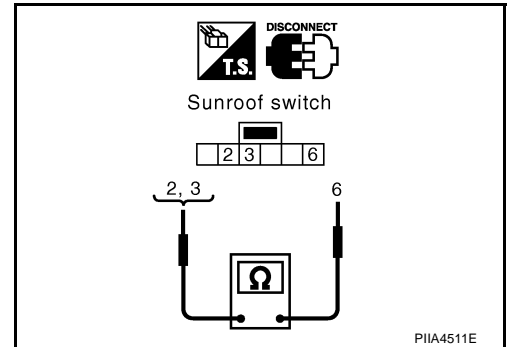 DISCONNECT
T.S.
Sunroof switch
2 3 6
2, 3 6
Ω
PIIA4511E